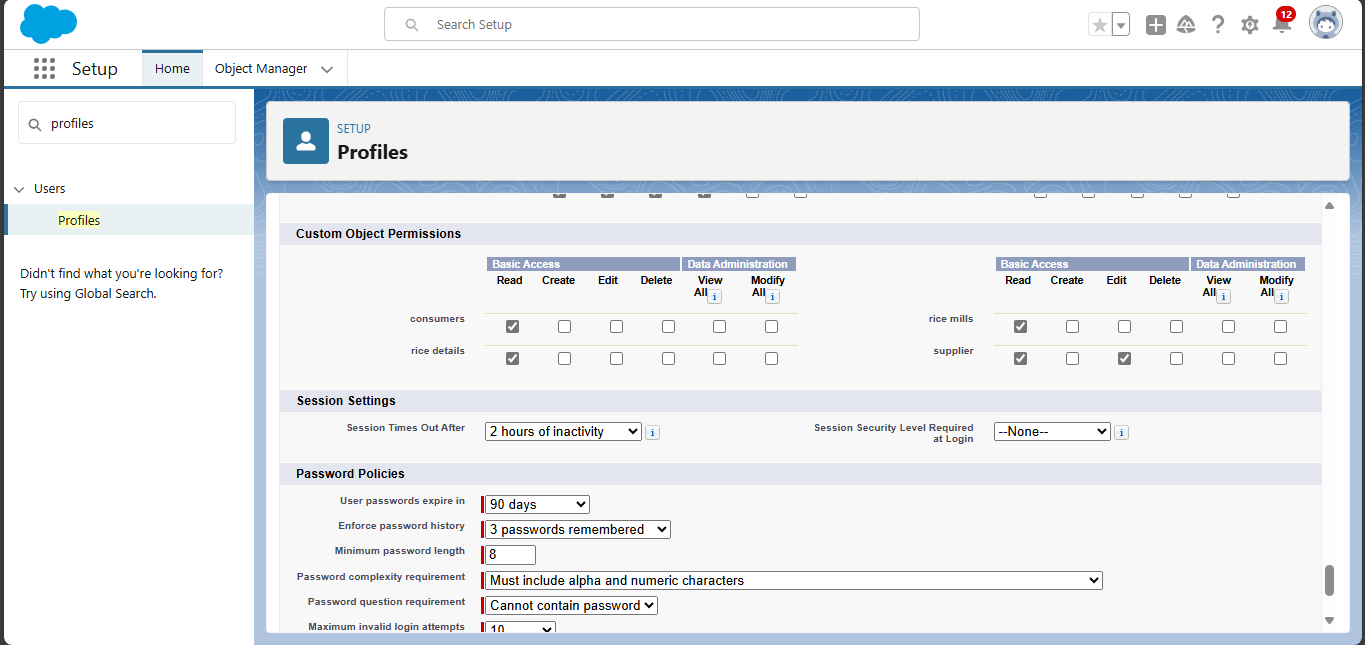 Search Setup
12
Setup
Home
Object Manager
profiles
Users
Profiles
Didn't find what you're looking for?
Try using Global Search.
SETUP
Profiles
Custom Object Permissions
Basic Access Data Administration
Read Create Edit Delete View All i Modify All i
consumers
rice details
Basic Access Data Administration
Read Create Edit Delete View All i Modify All i
rice mills
supplier
Session Settings
Session Times Out After 2 hours of inactivity i
Session Security Level Required
at Login --None-- i
Password Policies
User passwords expire in 90 days
Enforce password history 3 passwords remembered
Minimum password length 8
Password complexity requirement Must include alpha and numeric characters
Password question requirement Cannot contain password
Maximum invalid login attempts 10